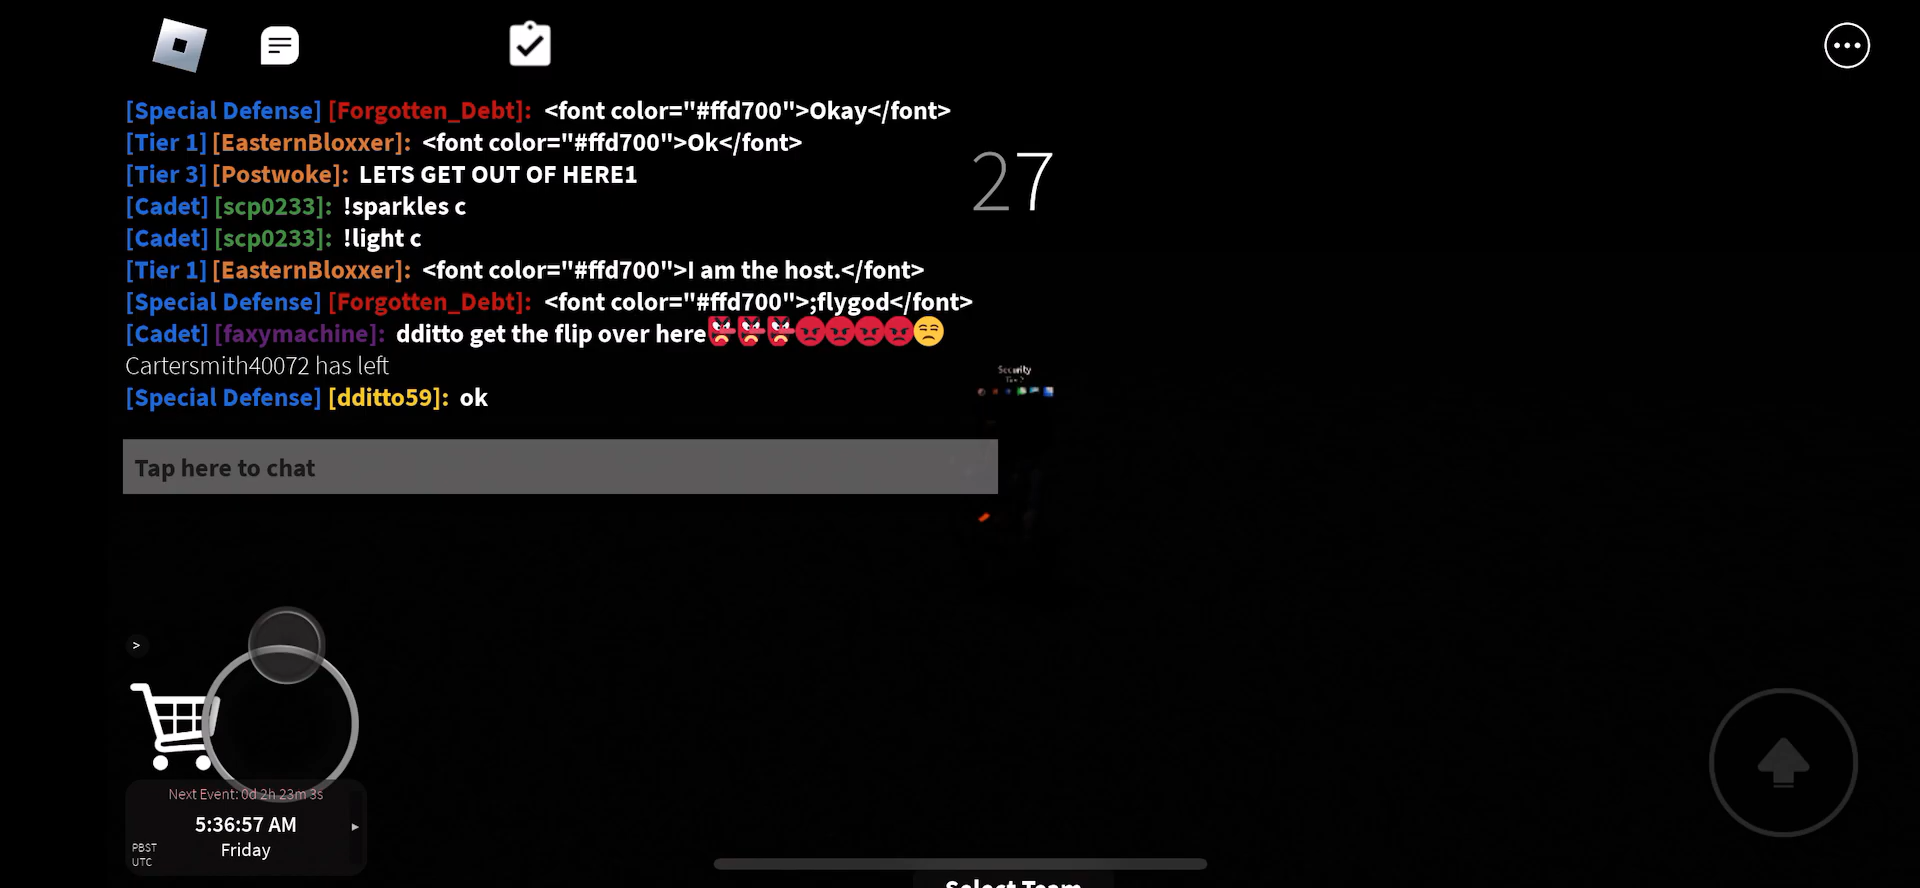 [Special Defense] [Forgotten_Debt]: <font color="#ffd700">Okay</font>
[Tier 1] [EasternBloxxer]: <font color="#ffd700">Ok</font>
27
[Tier 3] [Postwoke]: LETS GET OUT OF HERE1
[Cadet] [scp0233]: !sparkles c
[Cadet] [scp0233]: !light c
[Tier 1] [EasternBloxxer]: <font color="#ffd700">I am the host.</font>
[Special Defense] [Forgotten_Debt]: <font color="#ffd700">;flygod</font>
[Cadet] [faxymachine]: dditto get the flip over here👺👺👺😡😡😡😡😒
Cartersmith40072 has left
Security
[Special Defense] [dditto59]: ok
Tap here to chat
>
Next Event: 0d 2h 23m 3s
5:36:57 AM
Friday
PBST
UTC
Select Team